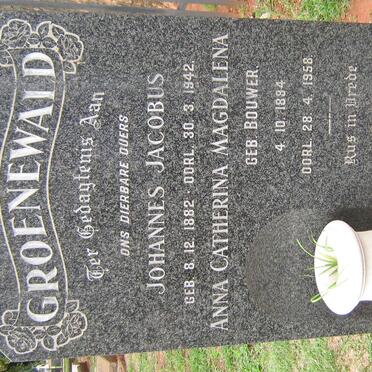 GROENEWALD
Ter Gedagtenis Aan
ONS DIERBARE OUERS
JOHANNES JACOBUS
GEB. 8.12.1882 OORL. 30.3.1942.
ANNA CATHERINA MAGDALENA
GEB BOUWER.
4.10.1894
OORL. 28.4.1958
Rus in Vrede